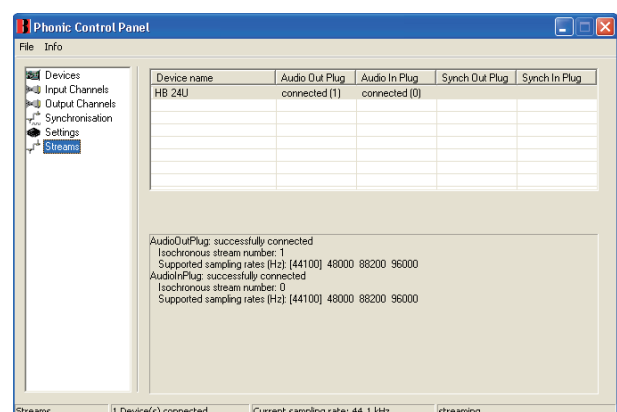 Phonic Control Panel
File Info
Devices
Input Channels
Output Channels
Synchronisation
Settings
Streams
Device name Audio Out Plug Audio In Plug Synch Out Plug Synch In Plug
HB 24U connected (1) connected (0)
AudioOutPlug: successfully connected
Isochronous stream number: 1
Supported sampling rates (Hz): [44100] 48000 88200 96000
AudioInPlug: successfully connected
Isochronous stream number: 0
Supported sampling rates (Hz): [44100] 48000 88200 96000
Streams 1 Device(s) connected Current sampling rate: 44.1 kHz streaming